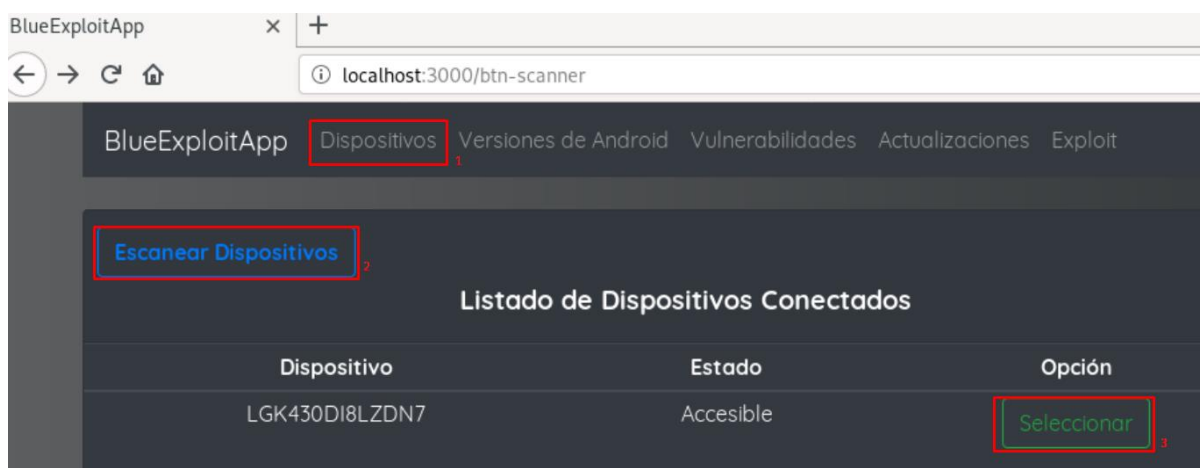 BlueExploitApp × +
localhost:3000/btn-scanner
BlueExploitApp Dispositivos Versiones de Android Vulnerabilidades Actualizaciones Exploit
1
Escanear Dispositivos
2
Listado de Dispositivos Conectados
Dispositivo Estado Opción
LGK430DI8LZDN7 Accesible Seleccionar
3